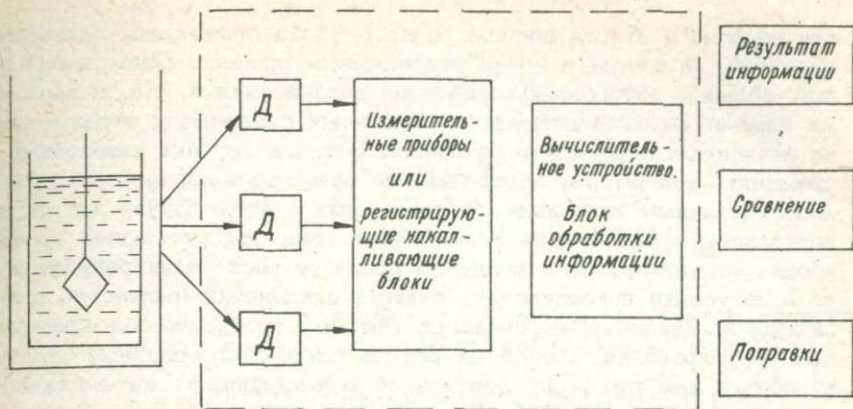 Д
Д
Д
Измеритель-
ные приборы
или
регистрирую-
щие накап-
ливающие
блоки
Вычислитель-
ное устройство.
Блок
обработки
информации
Результат
информации
Сравнение
Поправки